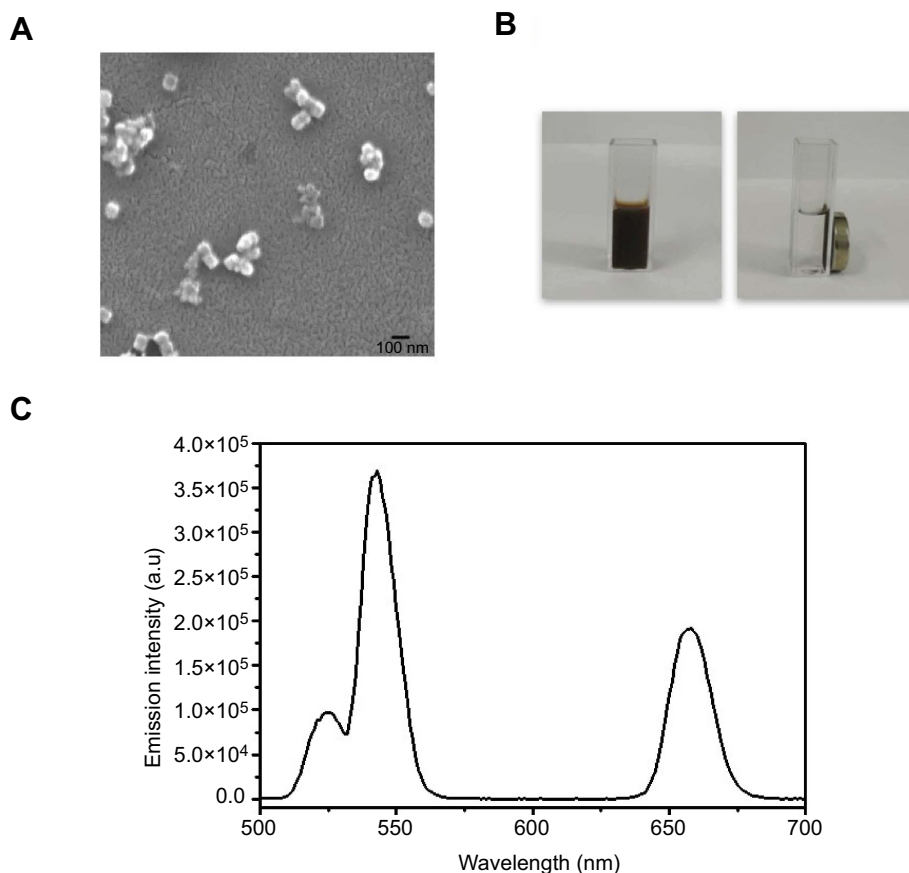 A
B
100 nm
C
4.0×10⁵
3.5×10⁵
3.0×10⁵
2.5×10⁵
2.0×10⁵
1.5×10⁵
1.0×10⁵
5.0×10⁴
0.0
Emission intensity (a.u)
500 550 600 650 700
Wavelength (nm)